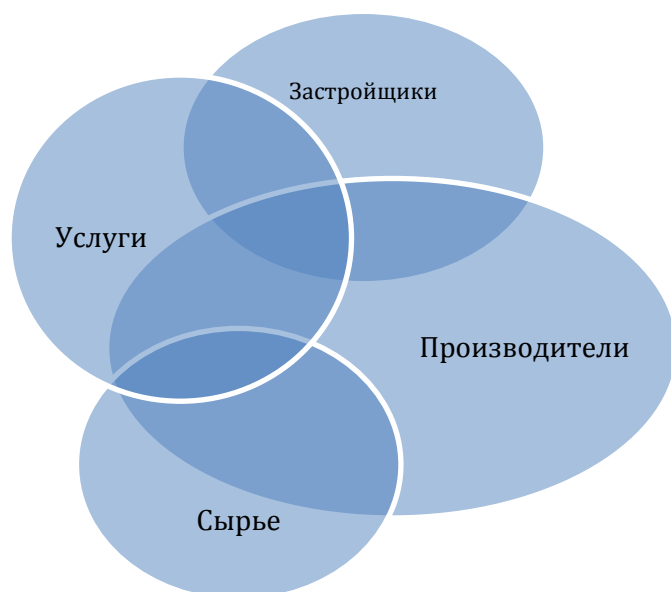 Застройщики
Услуги
Производители
Сырье